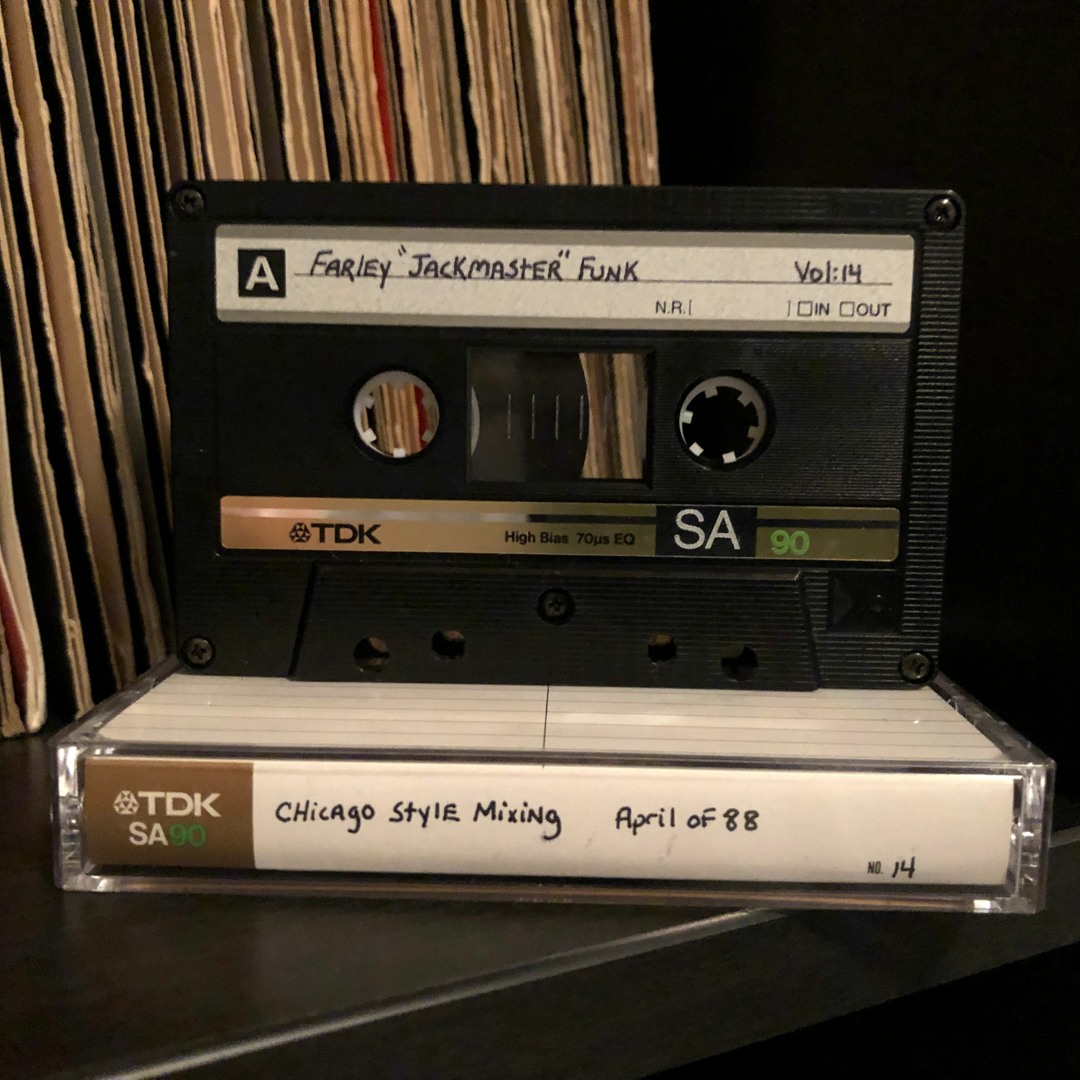 A FARLEY "JACKMASTER" FUNK Vol:14
N.R.[ ] □IN □OUT
TDK High Bias 70μs EQ SA 90
TDK
SA90
CHicago StylE Mixing April oF 88
NO. 14